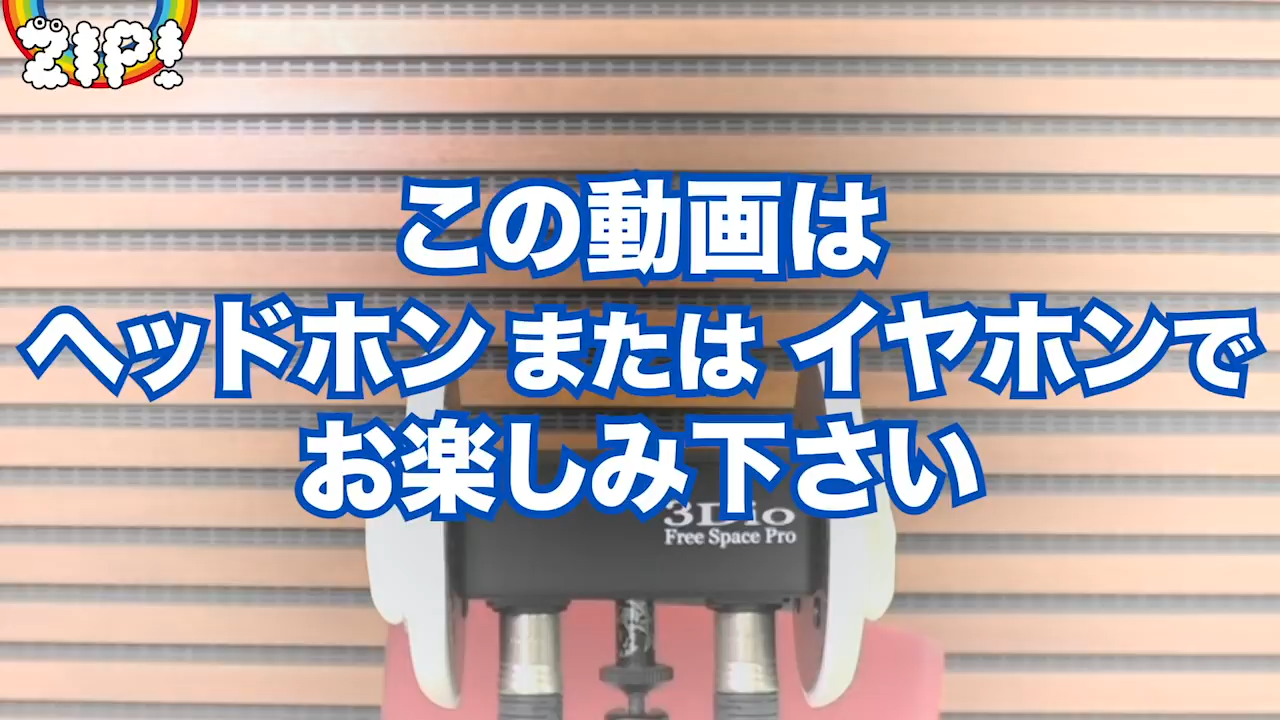 ZIP!
この動画は
ヘッドホン または イヤホンで
お楽しみ下さい
3Dio
Free Space Pro